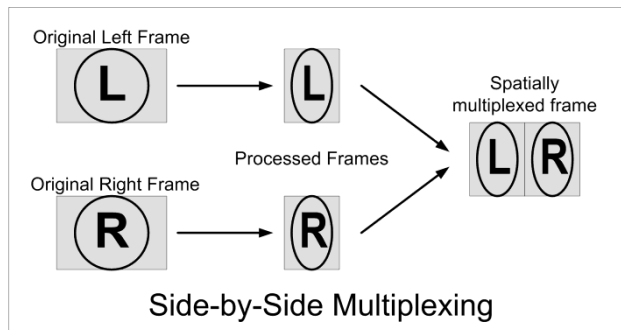 Original Left Frame
L
L
Spatially
multiplexed frame
L R
Processed Frames
Original Right Frame
R
R
Side-by-Side Multiplexing